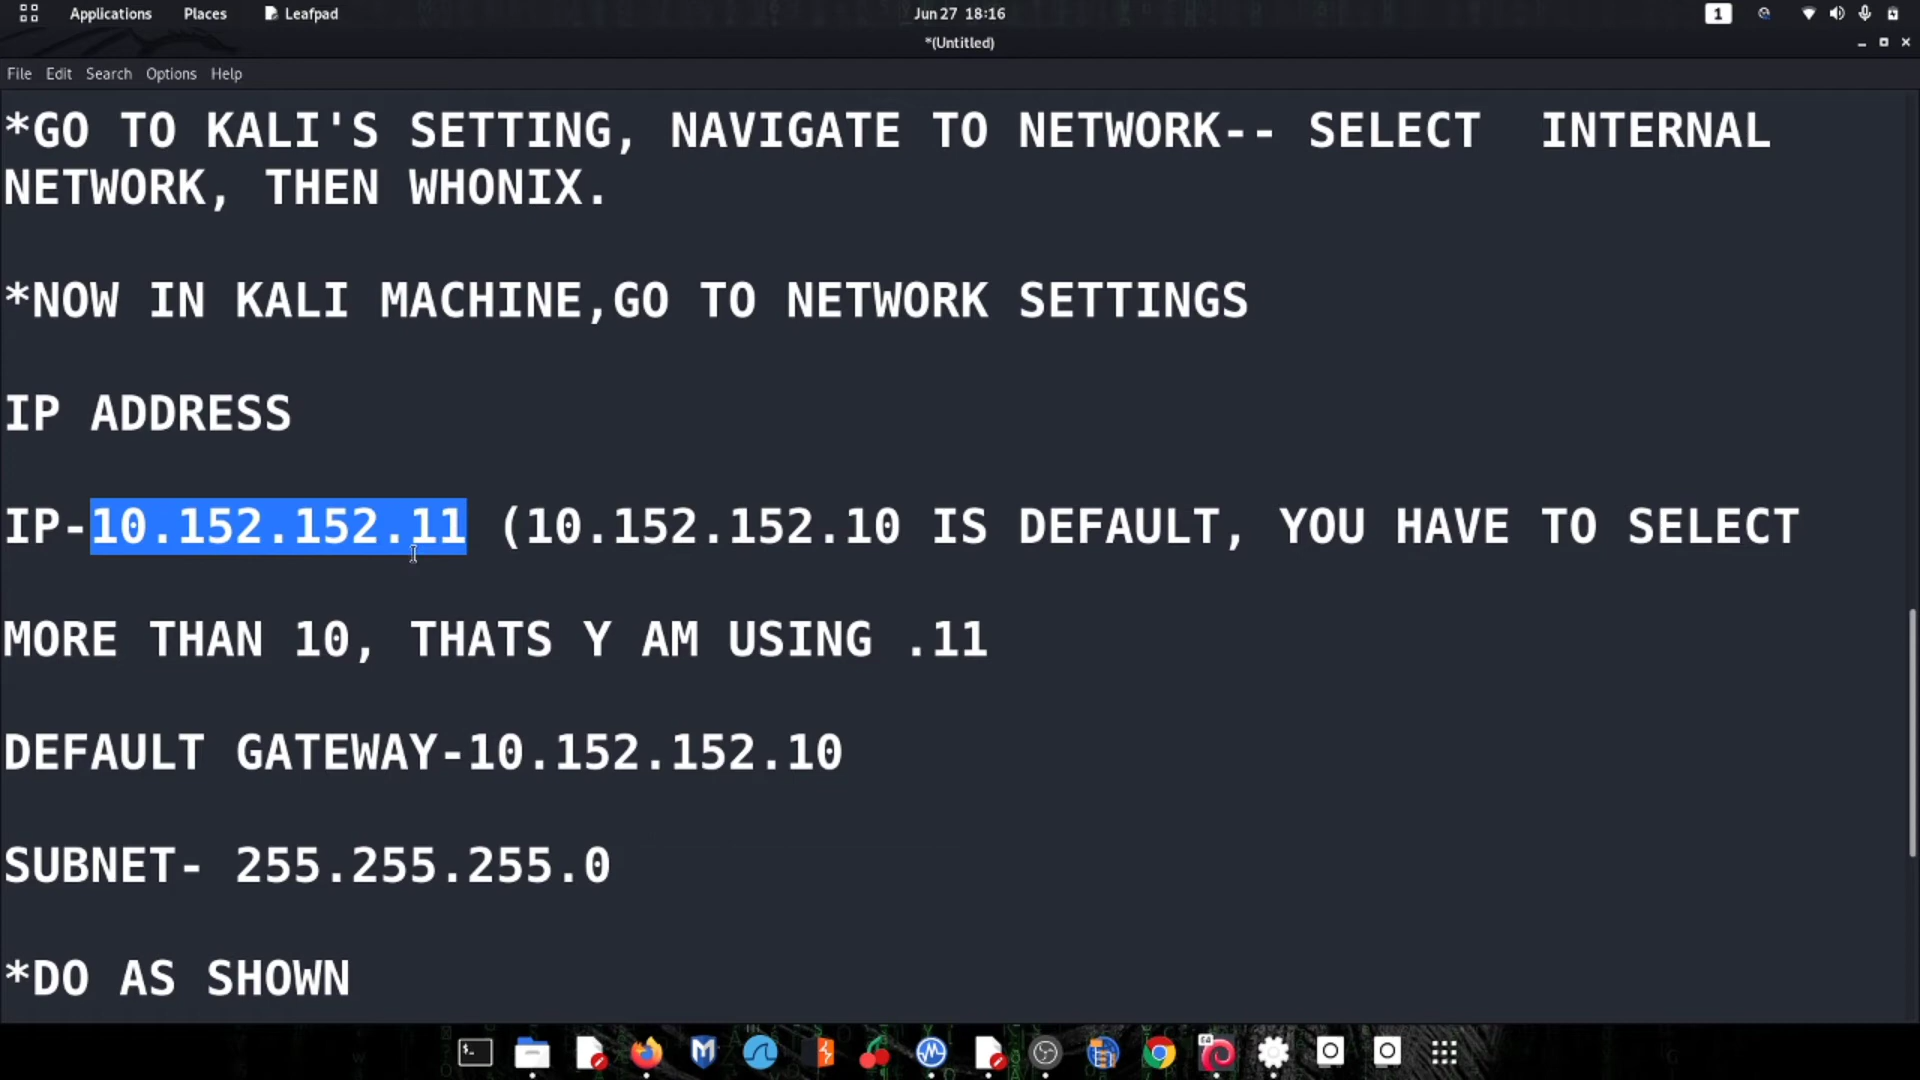 Applications Places Leafpad Jun 27 18:16 1
*(Untitled)
File Edit Search Options Help
*GO TO KALI'S SETTING, NAVIGATE TO NETWORK-- SELECT  INTERNAL
NETWORK, THEN WHONIX.
*NOW IN KALI MACHINE,GO TO NETWORK SETTINGS
IP ADDRESS
IP-10.152.152.11 (10.152.152.10 IS DEFAULT, YOU HAVE TO SELECT
MORE THAN 10, THATS Y AM USING .11
DEFAULT GATEWAY-10.152.152.10
SUBNET- 255.255.255.0
*DO AS SHOWN